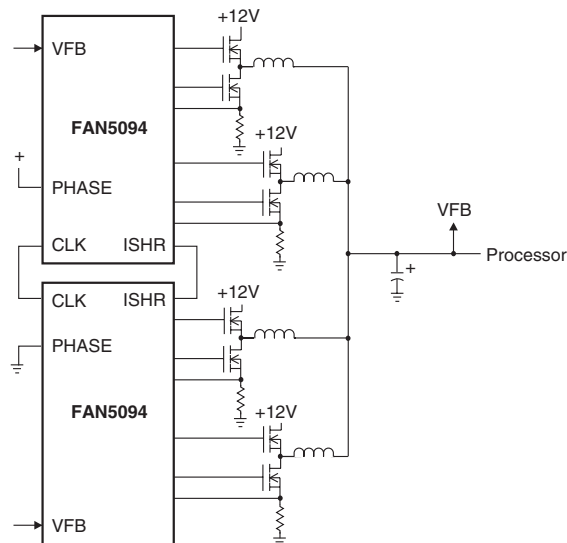 +12V
VFB
FAN5094
+12V
+
PHASE
VFB
CLK ISHR
Processor
+
CLK ISHR
+12V
PHASE
FAN5094
+12V
VFB